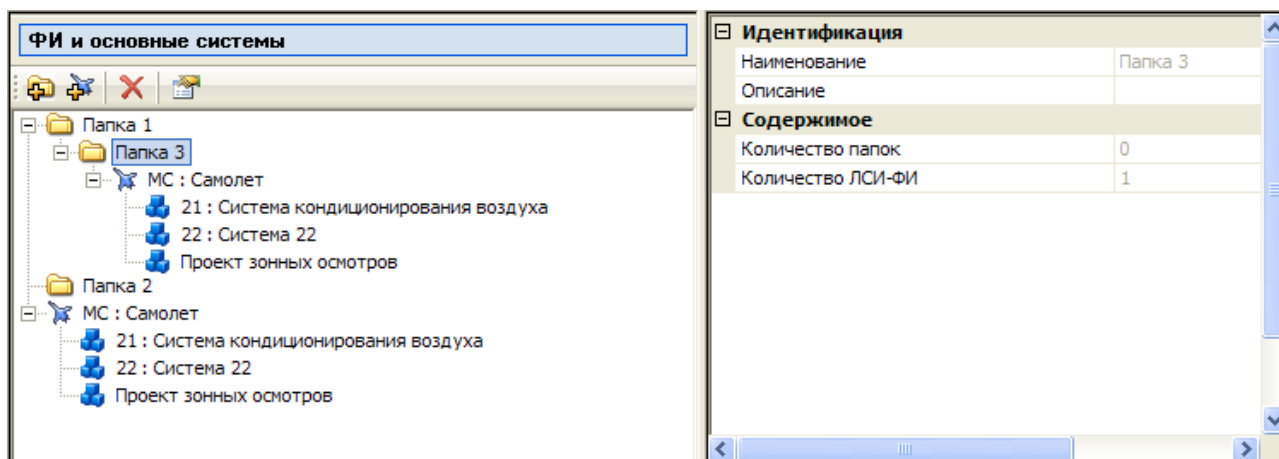 ФИ и основные системы
Папка 1
Папка 3
МС : Самолет
21 : Система кондиционирования воздуха
22 : Система 22
Проект зонных осмотров
Папка 2
МС : Самолет
21 : Система кондиционирования воздуха
22 : Система 22
Проект зонных осмотров
Идентификация
Наименование Папка 3
Описание
Содержимое
Количество папок 0
Количество ЛСИ-ФИ 1